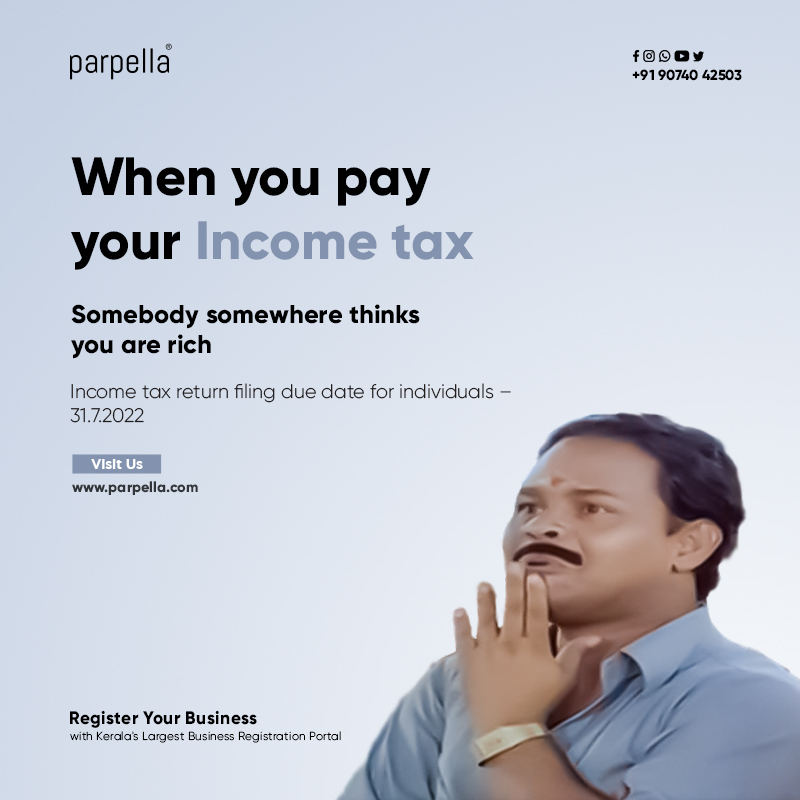 parpella®
+91 90740 42503
When you pay
your Income tax
Somebody somewhere thinks
you are rich
Income tax return filing due date for individuals –
31.7.2022
Visit Us
www.parpella.com
Register Your Business
with Kerala's Largest Business Registration Portal